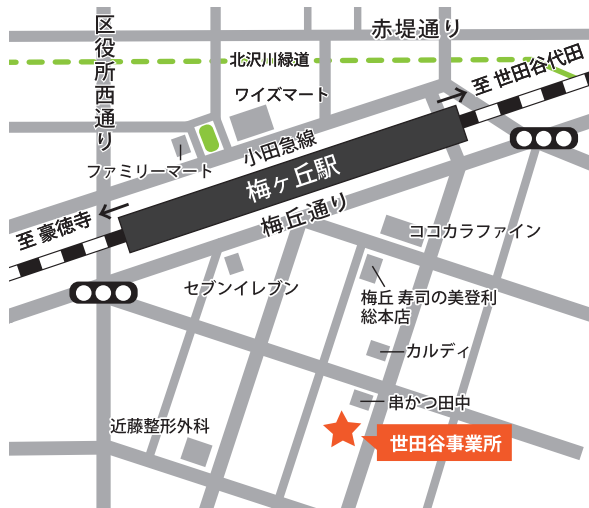 区役所西通り
赤堤通り
北沢川緑道
至 世田谷代田
ワイズマート
小田急線
ファミリーマート
梅ヶ丘駅
梅丘通り
至 豪徳寺
ココカラファイン
セブンイレブン
梅丘 寿司の美登利
総本店
カルディ
串かつ田中
近藤整形外科
世田谷事業所